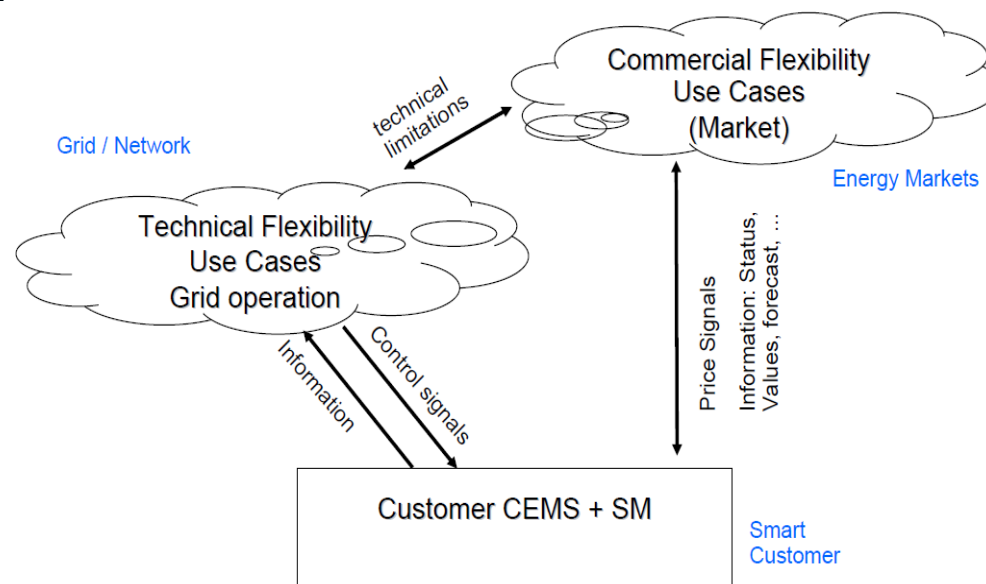 Commercial Flexibility
Use Cases
(Market)
technical
limitations
Grid / Network
Energy Markets
Technical Flexibility
Use Cases
Grid operation
Price Signals
Information: Status,
Values, forecast, ...
Control signals
Information
Customer CEMS + SM
Smart
Customer